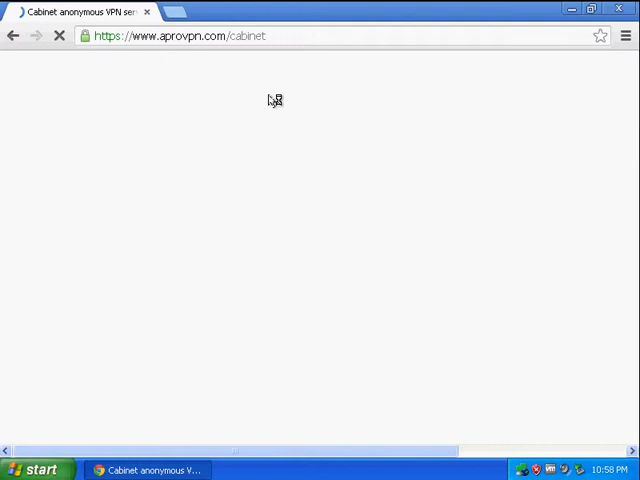 Cabinet anonymous VPN ser
https://www.aprovpn.com/cabinet
start
Cabinet anonymous V...
10:58 PM